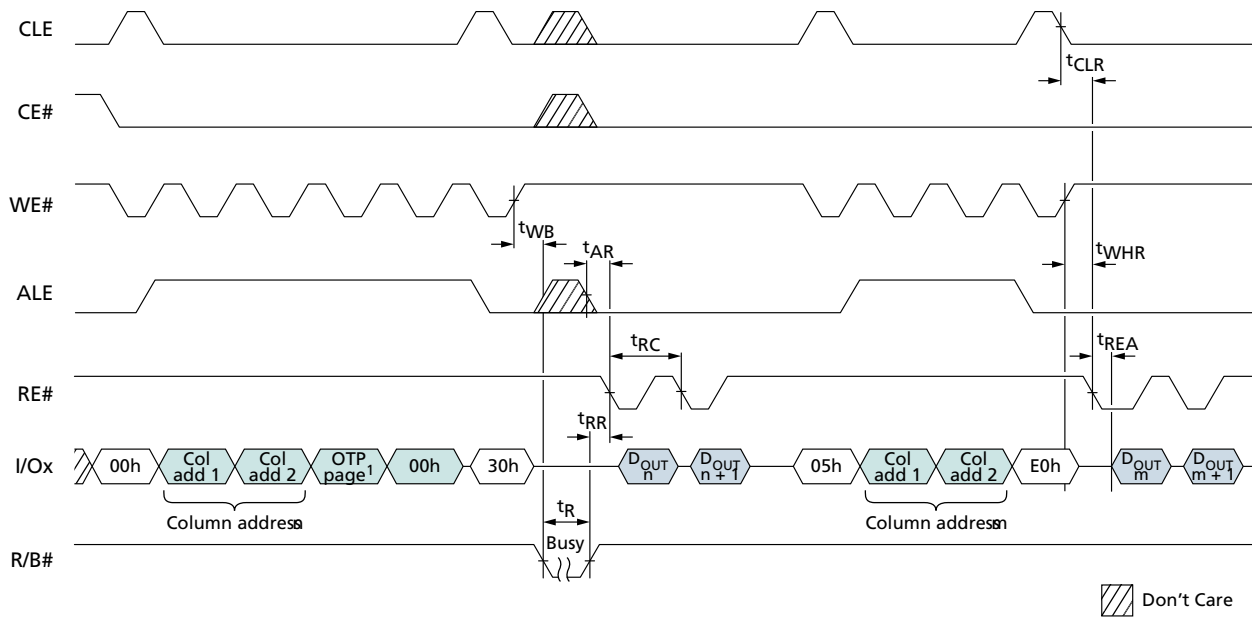 CLE
tCLR
CE#
WE#
tWB
tAR
tWHR
ALE
tRC
tREA
RE#
tRR
I/Ox
00h
Col add 1
Col add 2
OTP page¹
00h
30h
DOUT n
DOUT n + 1
05h
Col add 1
Col add 2
E0h
DOUT m
DOUT m + 1
Column address n
tR
Column address m
R/B#
Busy
Don't Care